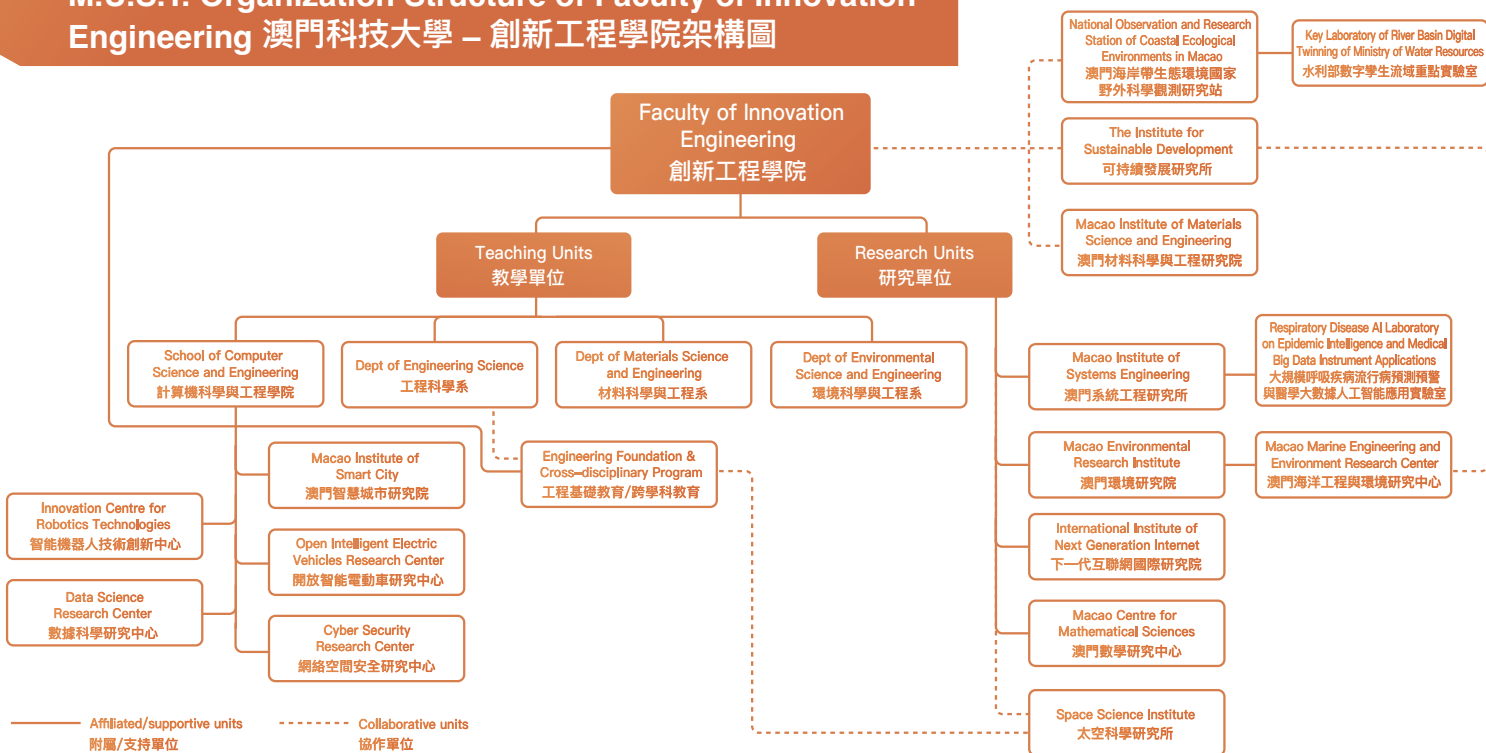 M.U.S.T. Organization Structure of Faculty of Innovation
Engineering 澳門科技大學 – 創新工程學院架構圖
National Observation and Research
Station of Coastal Ecological
Environments in Macao
澳門海岸帶生態環境國家
野外科學觀測研究站
Key Laboratory of River Basin Digital
Twinning of Ministry of Water Resources
水利部數字孿生流域重點實驗室
Faculty of Innovation
Engineering
創新工程學院
The Institute for
Sustainable Development
可持續發展研究所
Macao Institute of Materials
Science and Engineering
澳門材料科學與工程研究院
Teaching Units
教學單位
Research Units
研究單位
School of Computer
Science and Engineering
計算機科學與工程學院
Dept of Engineering Science
工程科學系
Dept of Materials Science
and Engineering
材料科學與工程系
Dept of Environmental
Science and Engineering
環境科學與工程系
Macao Institute of
Systems Engineering
澳門系統工程研究所
Respiratory Disease AI Laboratory
on Epidemic Intelligence and Medical
Big Data Instrument Applications
大規模呼吸疾病流行病預測預警
與醫學大數據人工智能應用實驗室
Macao Institute of
Smart City
澳門智慧城市研究院
Engineering Foundation &
Cross–disciplinary Program
工程基礎教育/跨學科教育
Macao Environmental
Research Institute
澳門環境研究院
Macao Marine Engineering and
Environment Research Center
澳門海洋工程與環境研究中心
Innovation Centre for
Robotics Technologies
智能機器人技術創新中心
Open Intelligent Electric
Vehicles Research Center
開放智能電動車研究中心
International Institute of
Next Generation Internet
下一代互聯網國際研究院
Data Science
Research Center
數據科學研究中心
Cyber Security
Research Center
網絡空間安全研究中心
Macao Centre for
Mathematical Sciences
澳門數學研究中心
Space Science Institute
太空科學研究所
Affiliated/supportive units
附屬/支持單位
Collaborative units
協作單位